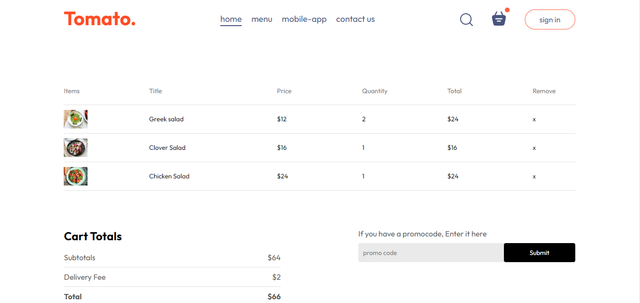 Tomato.
home menu mobile-app contact us sign in
Items Title Price Quantity Total Remove
Greek salad $12 2 $24 x
Clover Salad $16 1 $16 x
Chicken Salad $24 1 $24 x
Cart Totals
Subtotals $64
Delivery Fee $2
Total $66
If you have a promocode, Enter it here
promo code Submit